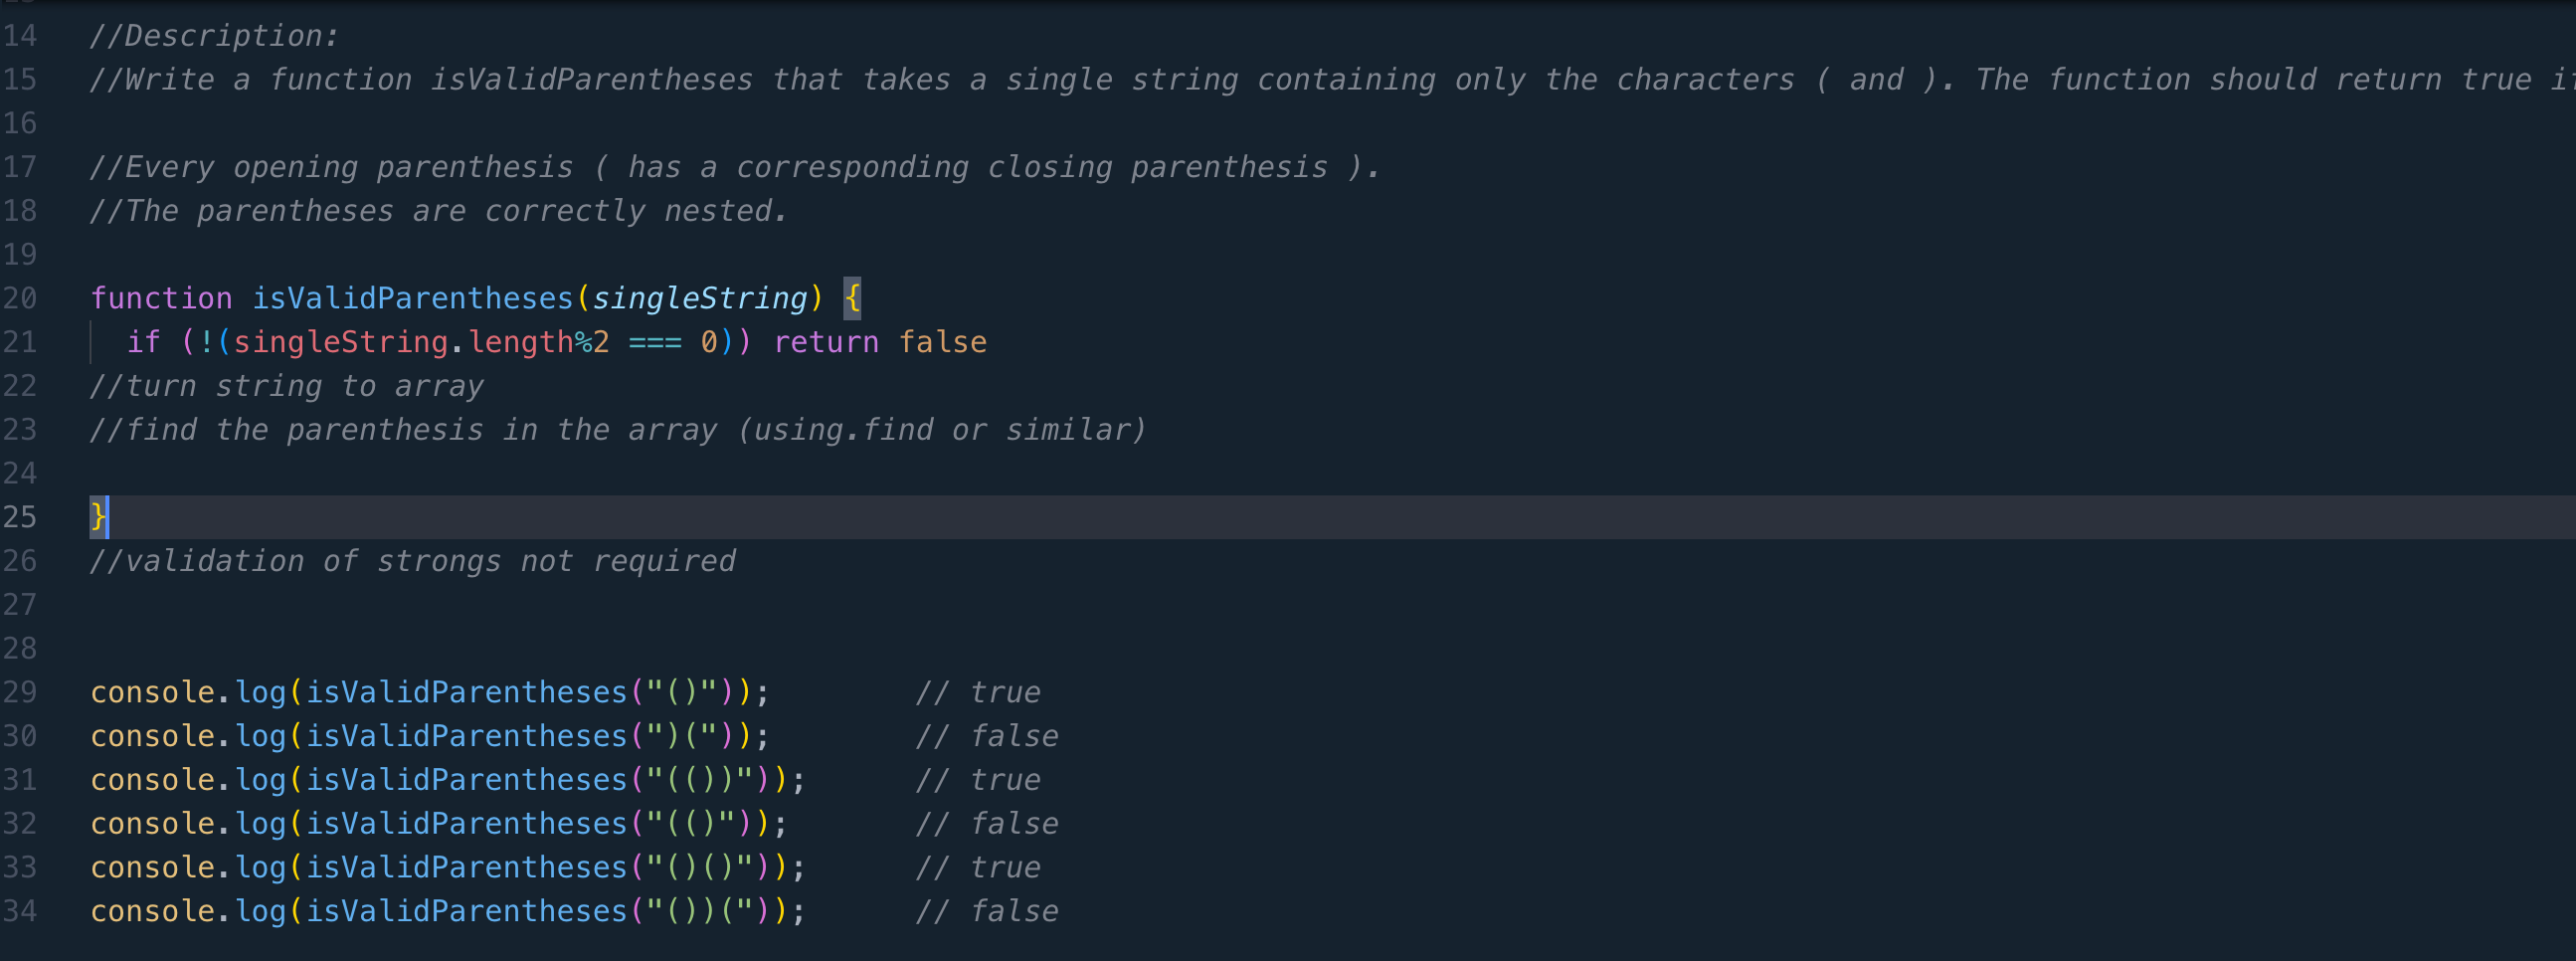 14 //Description:
15 //Write a function isValidParentheses that takes a single string containing only the characters ( and ). The function should return true if
16
17 //Every opening parenthesis ( has a corresponding closing parenthesis ).
18 //The parentheses are correctly nested.
19
20 function isValidParentheses(singleString) {
21   if (!(singleString.length%2 === 0)) return false
22 //turn string to array
23 //find the parenthesis in the array (using.find or similar)
24
25 }
26 //validation of strongs not required
27
28
29 console.log(isValidParentheses("()"));        // true
30 console.log(isValidParentheses(")("));        // false
31 console.log(isValidParentheses("(())"));      // true
32 console.log(isValidParentheses("(()"));       // false
33 console.log(isValidParentheses("()()"));      // true
34 console.log(isValidParentheses("())("));      // false